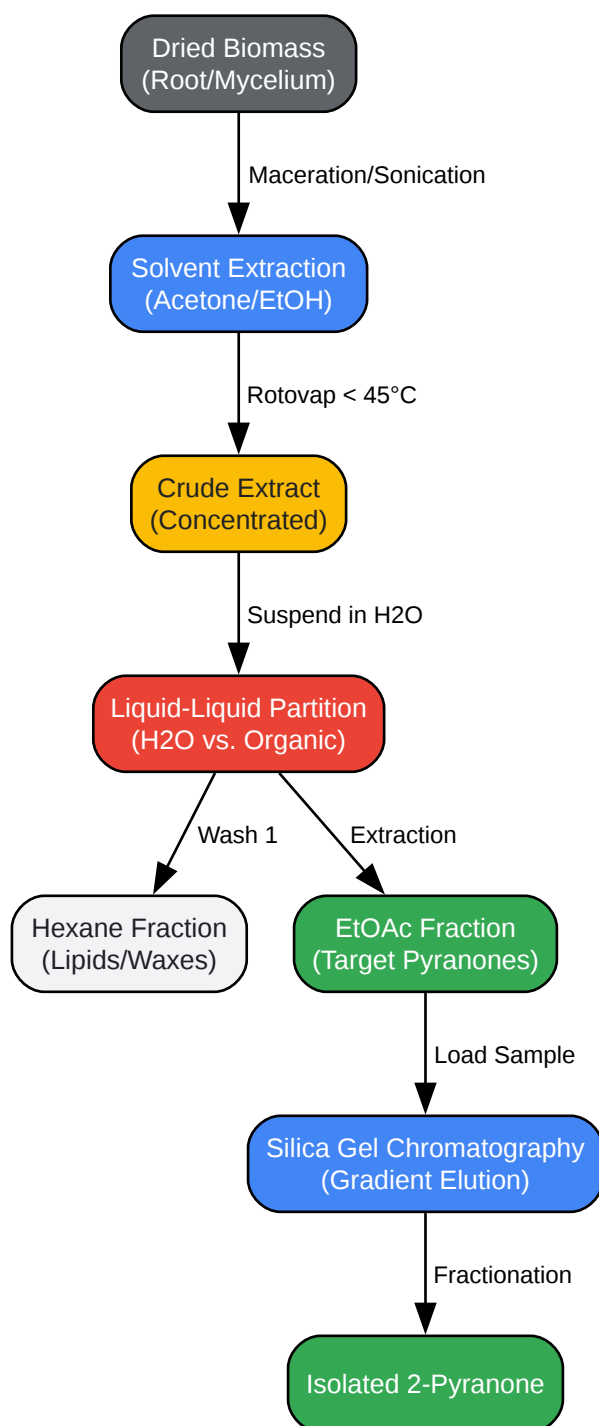 Dried Biomass
(Root/Mycelium)
Maceration/Sonication
Solvent Extraction
(Acetone/EtOH)
Rotovap < 45°C
Crude Extract
(Concentrated)
Suspend in H2O
Liquid-Liquid Partition
(H2O vs. Organic)
Wash 1
Extraction
Hexane Fraction
(Lipids/Waxes)
EtOAc Fraction
(Target Pyranones)
Load Sample
Silica Gel Chromatography
(Gradient Elution)
Fractionation
Isolated 2-Pyranone